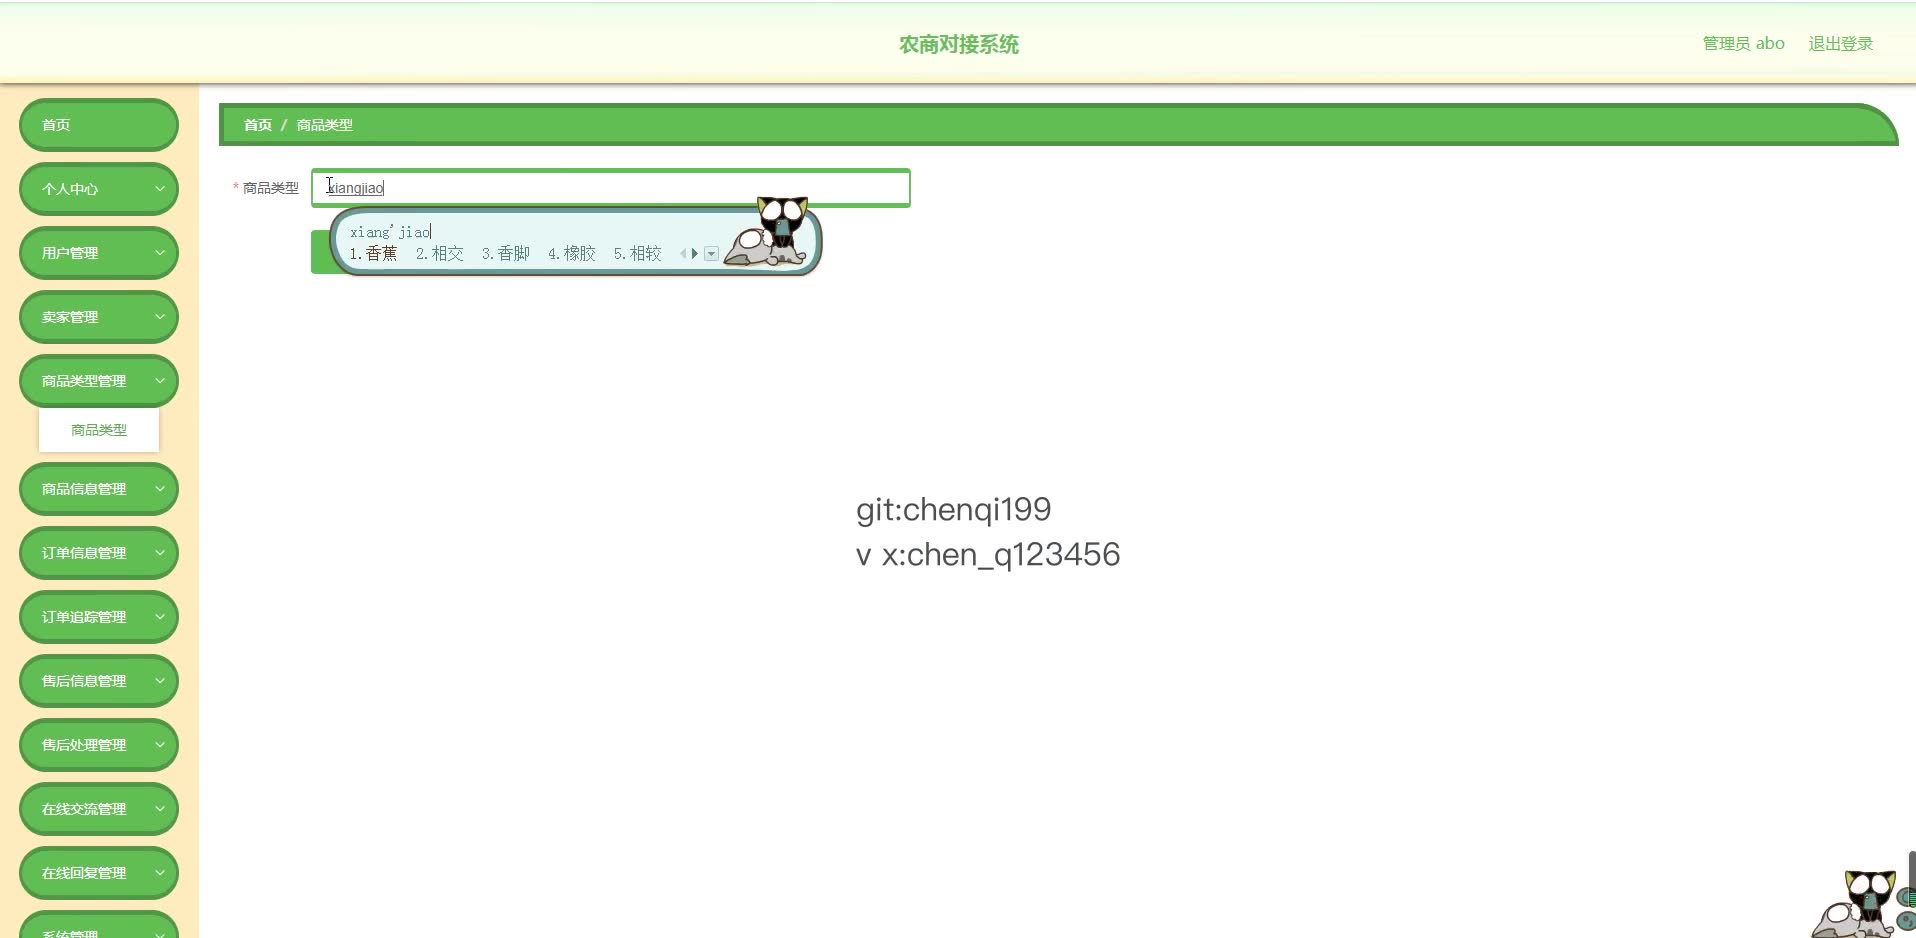 农商对接系统
管理员 abo
退出登录
首页
个人中心
用户管理
卖家管理
商品类型管理
商品类型
商品信息管理
订单信息管理
订单追踪管理
售后信息管理
售后处理管理
在线交流管理
在线回复管理
系统管理
首页 / 商品类型
* 商品类型
xiangjiao
xiang'jiao
1.香蕉 2.相交 3.香脚 4.橡胶 5.相较
git:chenqi199
v x:chen_q123456